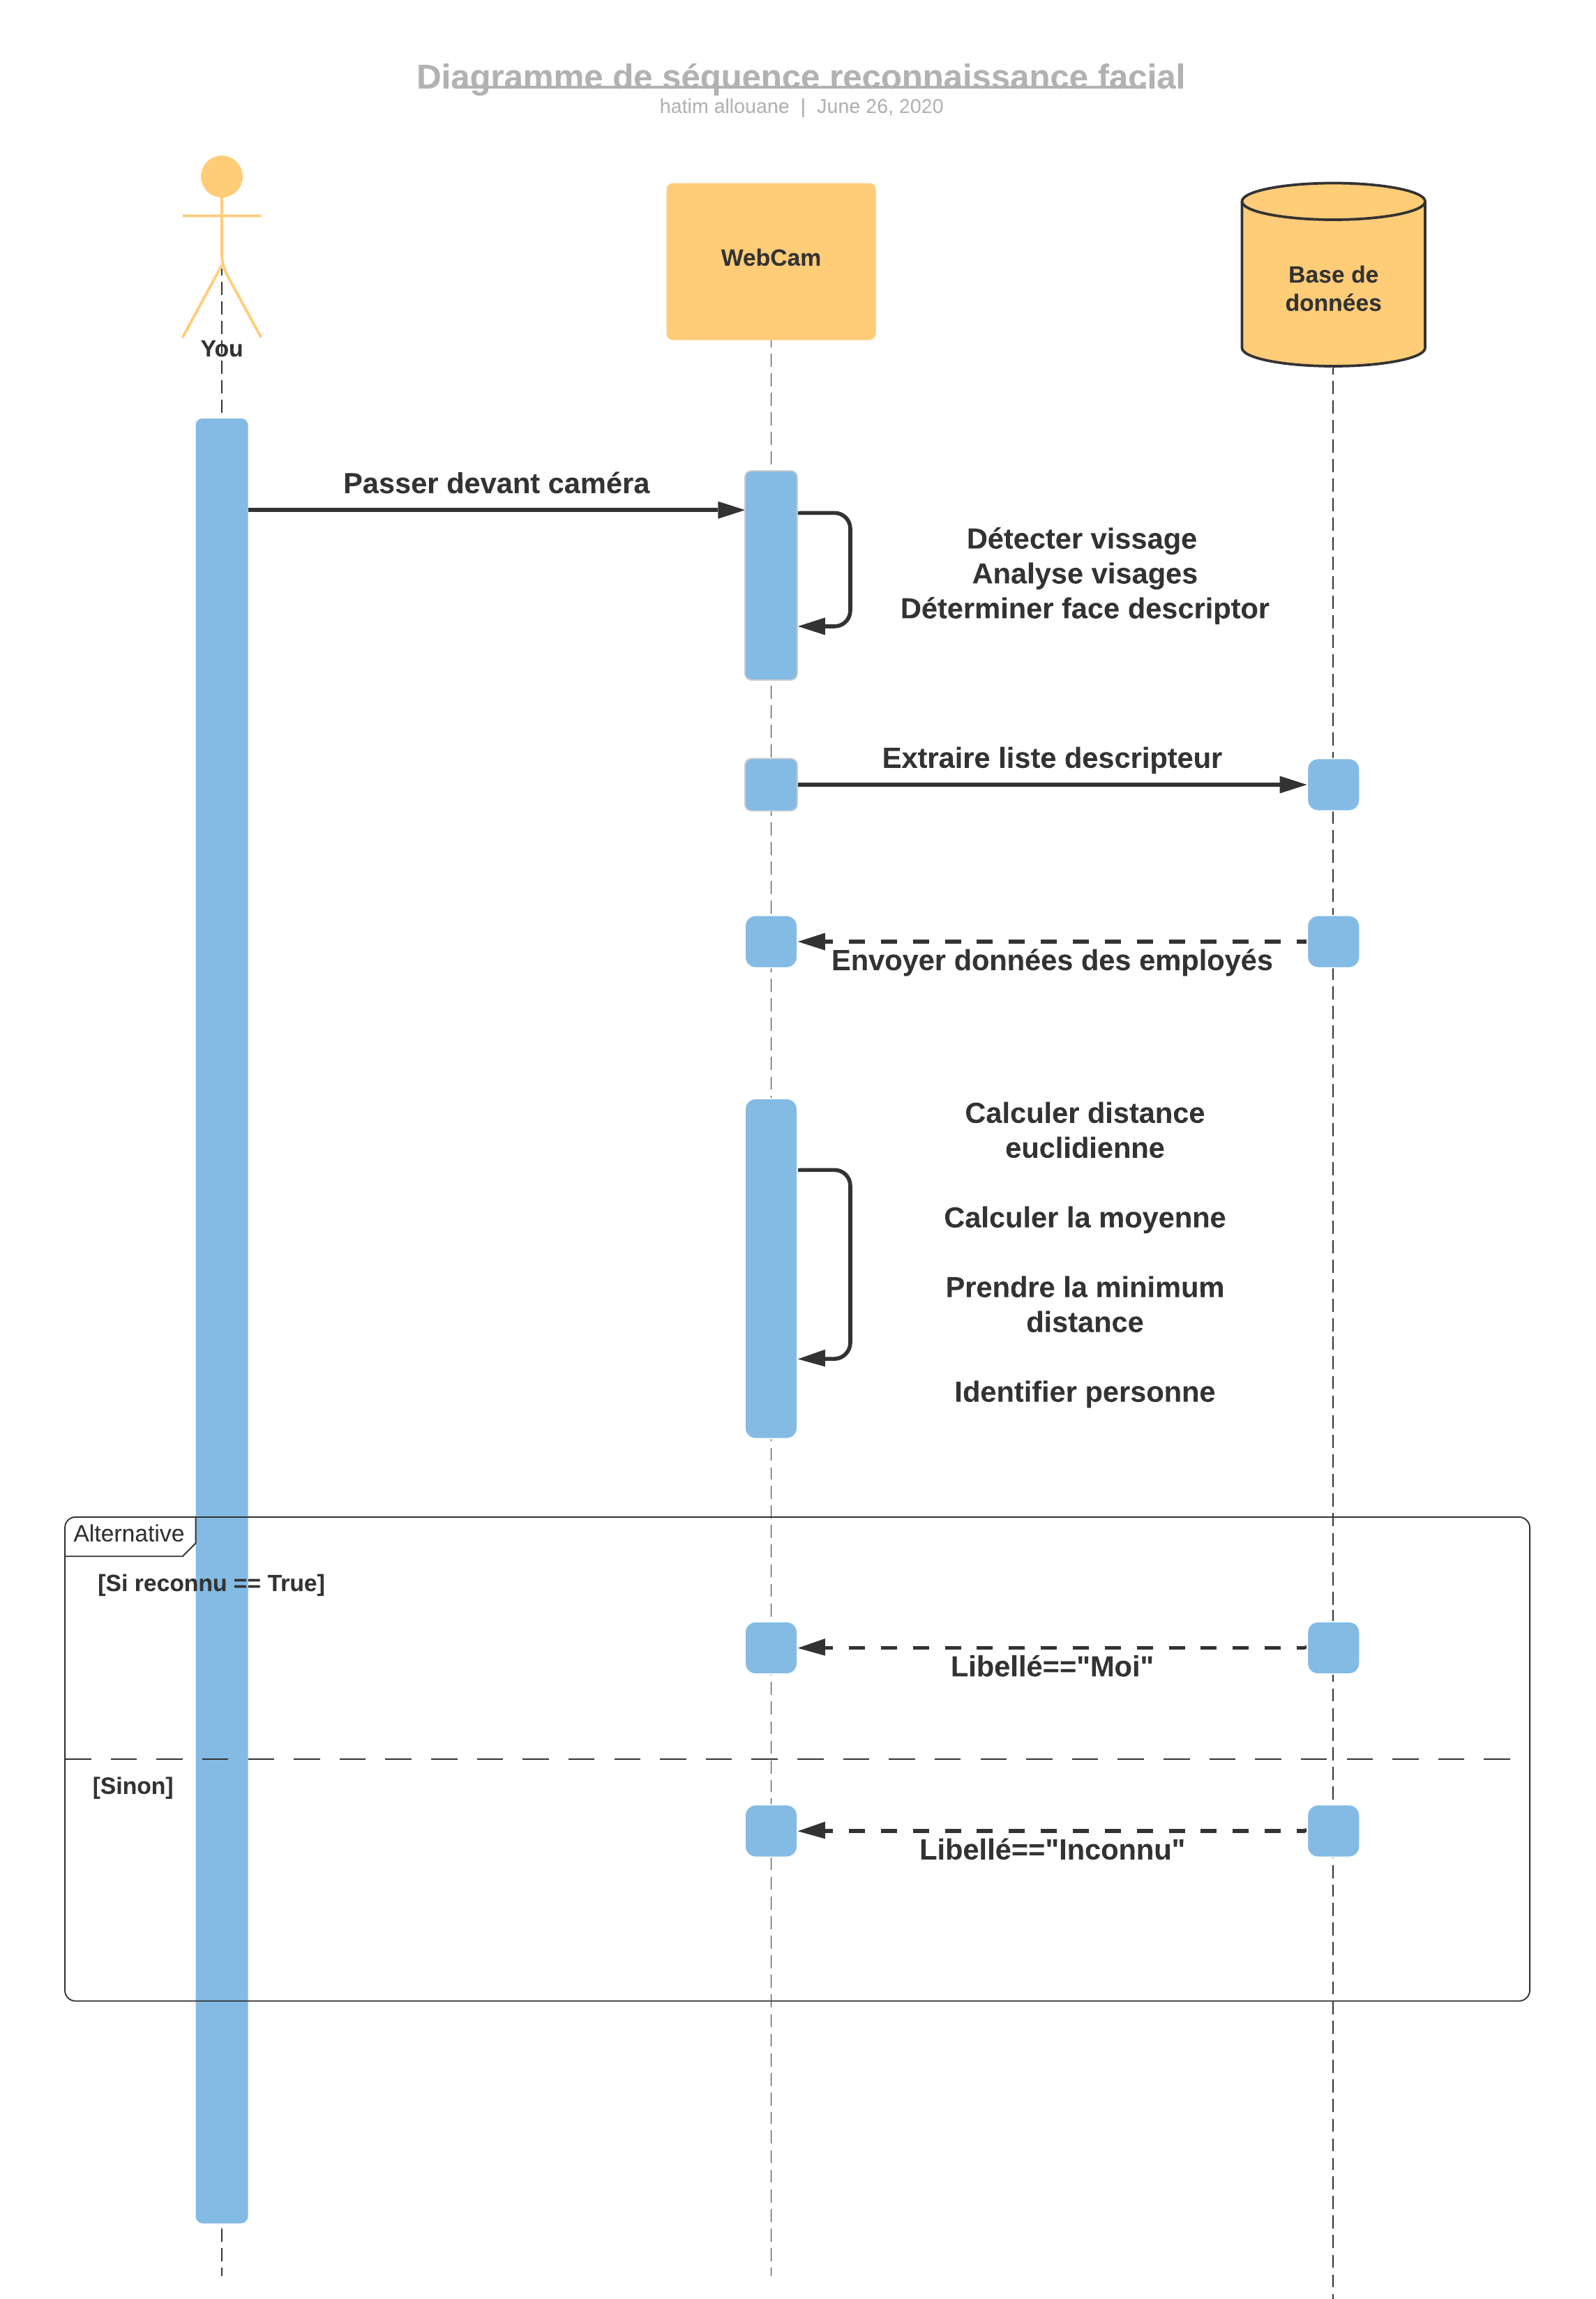 Diagramme de séquence reconnaissance facial
hatim allouane | June 26, 2020
You
WebCam
Base de
données
Passer devant caméra
Détecter vissage
Analyse visages
Déterminer face descriptor
Extraire liste descripteur
Envoyer données des employés
Calculer distance
euclidienne
Calculer la moyenne
Prendre la minimum
distance
Identifier personne
Alternative
[Si reconnu == True]
Libellé=="Moi"
[Sinon]
Libellé=="Inconnu"